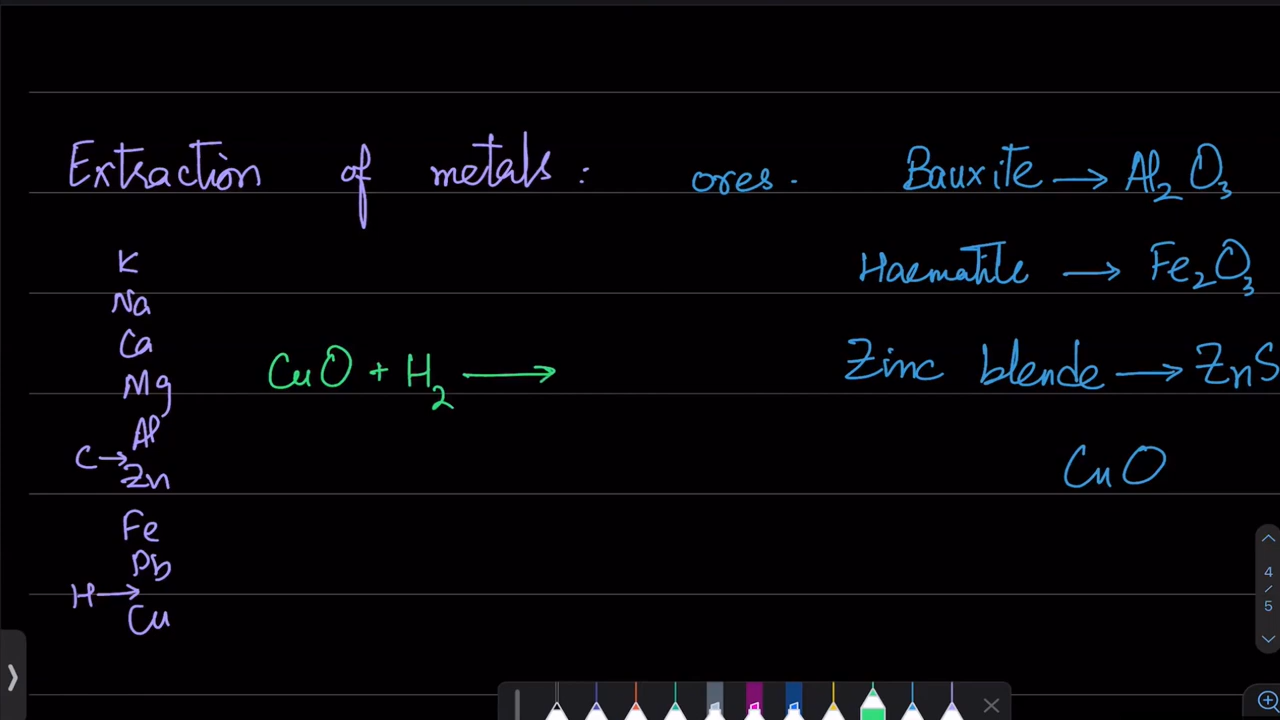 Extraction of metals : ores. Bauxite → Al₂O₃
Haematite → Fe₂O₃
Zinc blende → ZnS
CuO
K
Na
Ca
Mg
Al
C → Zn
Fe
Pb
H →
Cu
CuO + H₂ →
4
/
5